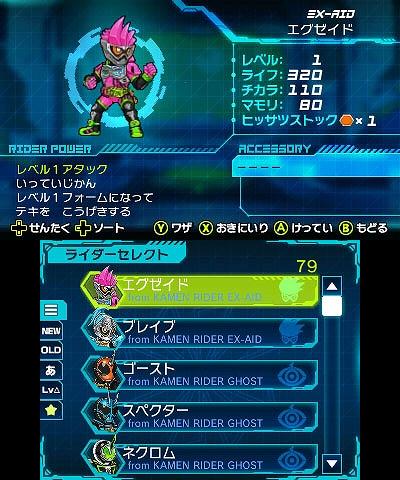 EX-AID
エグゼイド
レベル: 1
ライフ: 320
チカラ: 110
マモリ: 80
ヒッサツストック × 1
RIDER POWER
ACCESSORY
レベル1アタック
いっていじかん
レベル1フォームになって
テキを こうげきする
----
せんたく ソート Y ワザ X おきにいり A けってい B もどる
ライダーセレクト
79
エグゼイド
from KAMEN RIDER EX-AID
NEW
ブレイブ
from KAMEN RIDER EX-AID
OLD
あ
ゴースト
from KAMEN RIDER GHOST
Lv△
スペクター
from KAMEN RIDER GHOST
ネクロム
from KAMEN RIDER GHOST